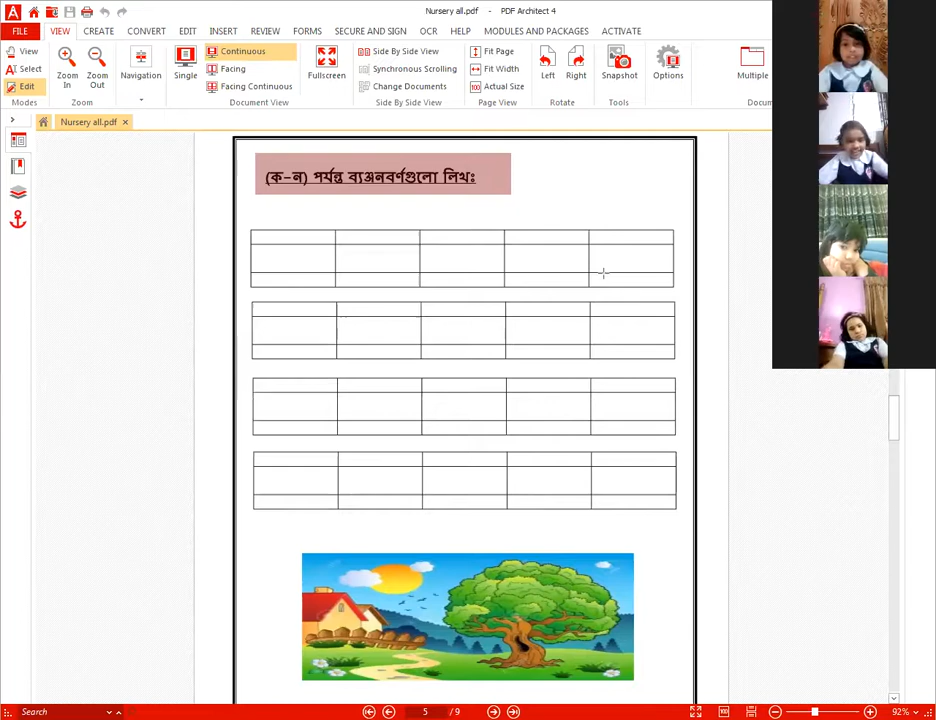 Nursery all.pdf - PDF Architect 4
FILE VIEW CREATE CONVERT EDIT INSERT REVIEW FORMS SECURE AND SIGN OCR HELP MODULES AND PACKAGES ACTIVATE
View Select Edit
Modes
Zoom In Zoom Out
Zoom
Navigation
Single Continuous Facing Facing Continuous
Document View
Fullscreen
Side By Side View Synchronous Scrolling Change Documents
Side By Side
Fit Page Fit Width 100 Actual Size
Page View
Left Right
Rotate
Snapshot
Tools
Options
Multiple
Docum
Nursery all.pdf
(ক-ন) পর্যন্ত ব্যঞ্জনবর্ণগুলো লিখঃ
Search 5 / 9 100 92%